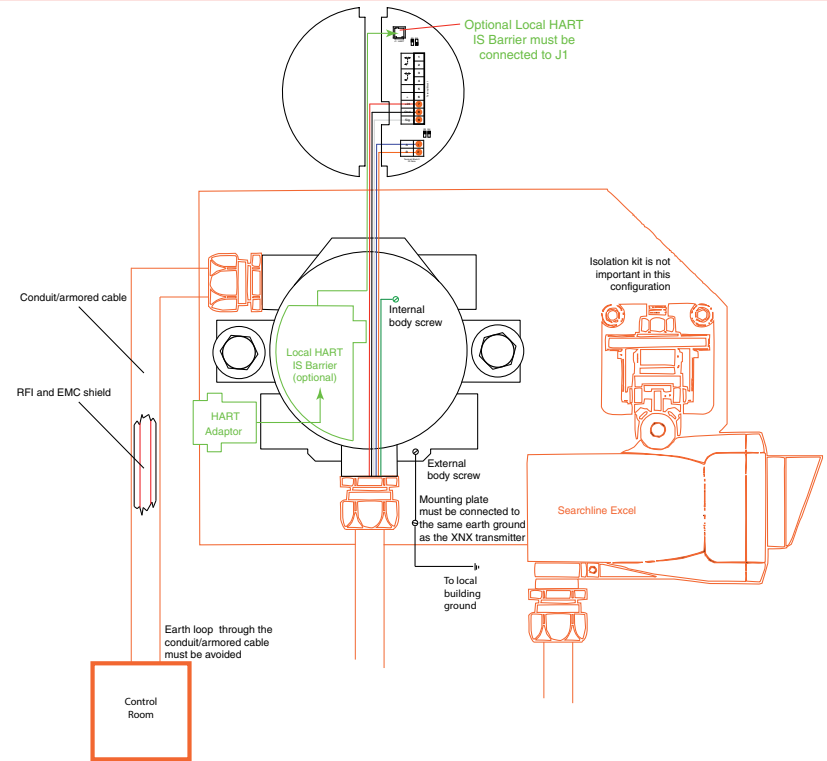 Optional Local HART
IS Barrier must be
connected to J1
Isolation kit is not
important in this
configuration
Conduit/armored cable
Internal
body screw
Local HART
IS Barrier
(optional)
RFI and EMC shield
HART
Adaptor
External
body screw
Mounting plate
must be connected to
the same earth ground
as the XNX transmitter
Searchline Excel
To local
building
ground
Earth loop through the
conduit/armored cable
must be avoided
Control
Room